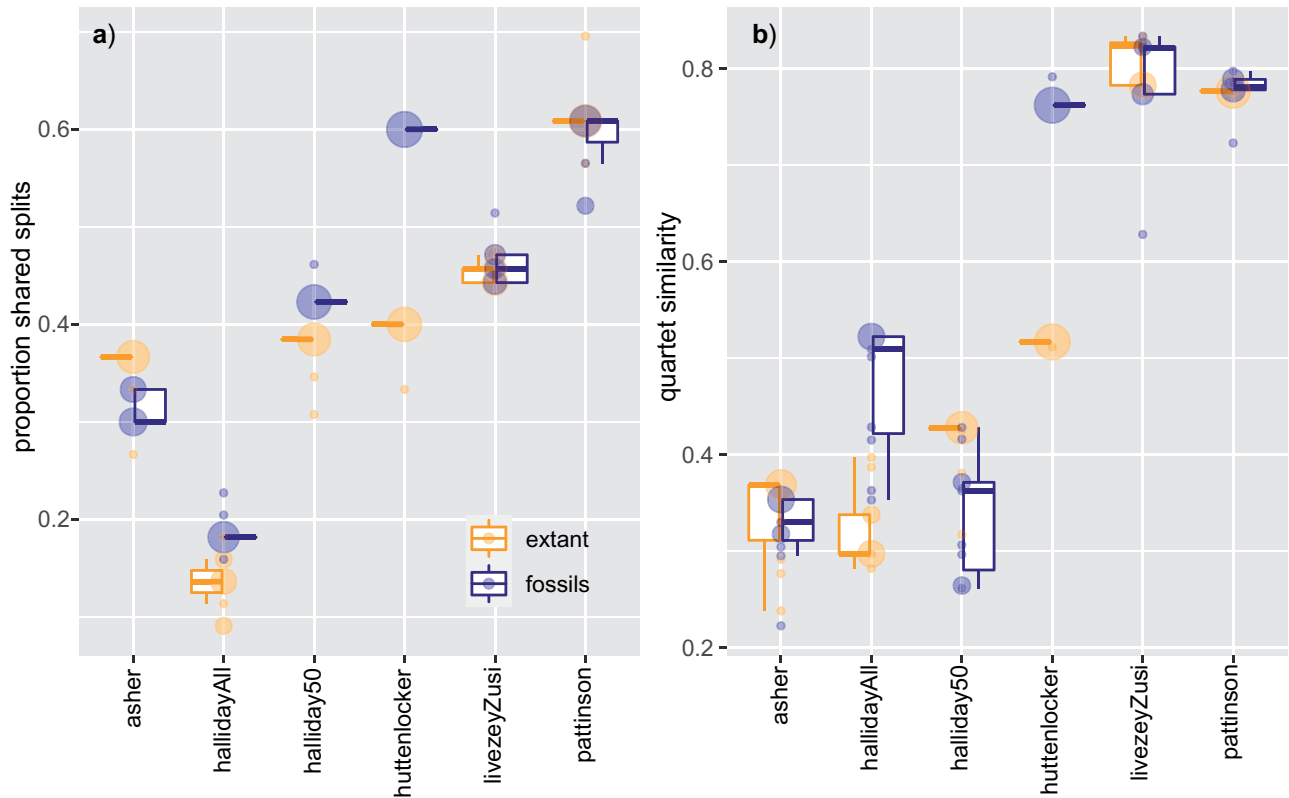 a)
proportion shared splits
0.6
0.4
0.2
extant
fossils
asher
hallidayAll
halliday50
huttenlocker
livezeyZusi
pattinson
b)
quartet similarity
0.8
0.6
0.4
0.2
asher
hallidayAll
halliday50
huttenlocker
livezeyZusi
pattinson